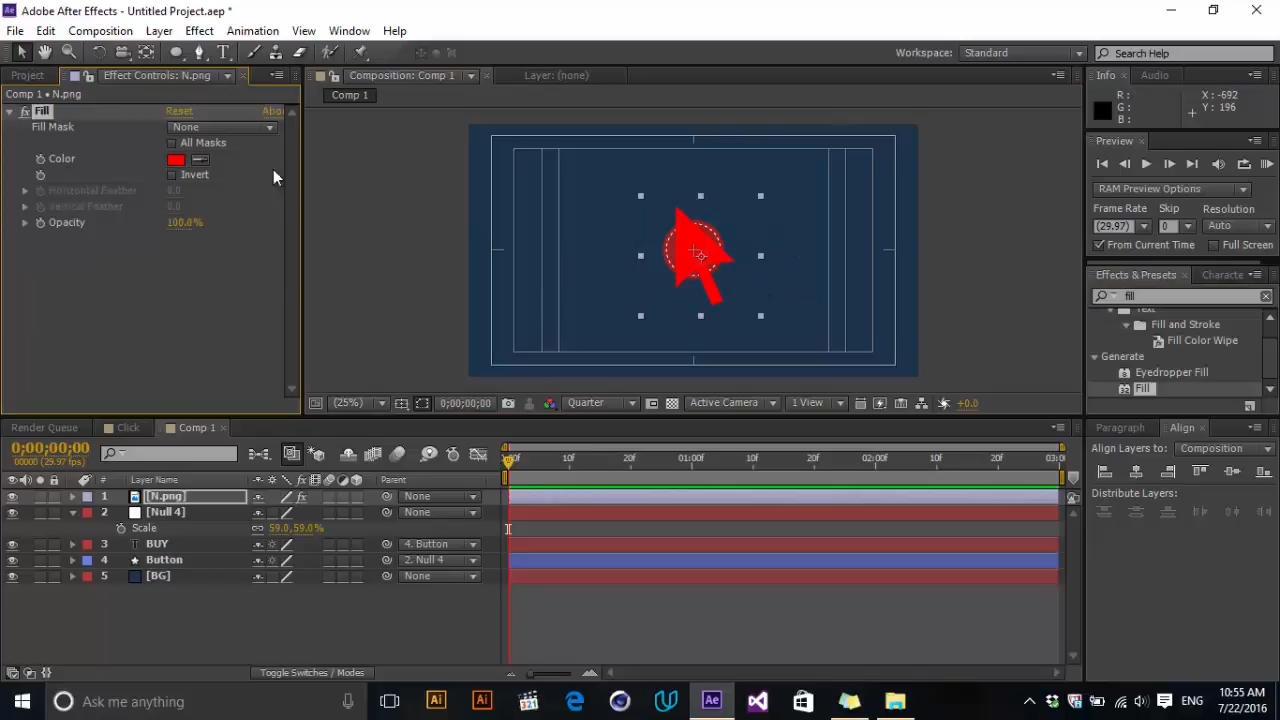 Adobe After Effects - Untitled Project.aep *
File Edit Composition Layer Effect Animation View Window Help
Workspace: Standard Search Help
Project Effect Controls: N.png Composition: Comp 1 Layer: (none) Info Audio
Comp 1 • N.png
Comp 1
R: X: -692
G: Y: 196
B:
fx Fill Reset Abo
Fill Mask None
All Masks
Color
Invert
Horizontal Feather 0.0
Vertical Feather 0.0
Opacity 100.0%
Preview
RAM Preview Options
Frame Rate Skip Resolution
(29.97) 0 Auto
From Current Time Full Screen
Effects & Presets Characte
fill
Text
Fill and Stroke
Fill Color Wipe
Generate
Eyedropper Fill
Fill
(25%) 0;00;00;00 Quarter Active Camera 1 View +0.0
Render Queue Click Comp 1
Paragraph Align
0;00;00;00
00000 (29.97 fps)
Align Layers to: Composition
Distribute Layers:
10f 20f 01:00f 10f 20f 02:00f 10f 20f 03:0
# Layer Name Parent
1 [N.png] fx None
2 [Null 4] None
Scale 59.0,59.0%
3 T BUY 4. Button
4 Button 2. Null 4
5 [BG] None
Toggle Switches / Modes
Ask me anything
Ai Ai 321 Ae ENG
10:55 AM
7/22/2016